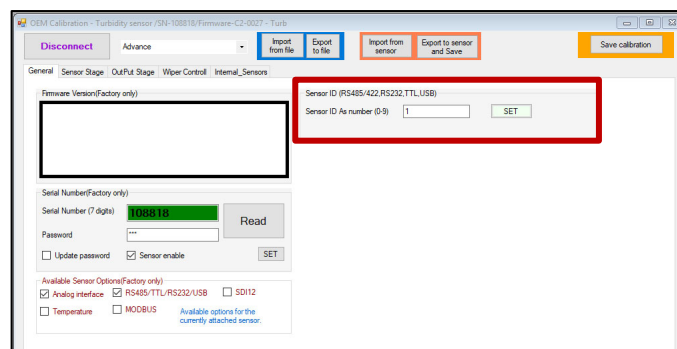 OEM Calibration - Turbidity sensor /SN-108818/Firmware-C2-0027 - Turb
Disconnect
Advance
Import from file
Export to file
Import from sensor
Export to sensor and Save
Save calibration
General Sensor Stage OutPut Stage Wiper Controll Internal_Sensors
Firmware Version(Factory only)
Sensor ID (RS485/422,RS232,TTL,USB)
Sensor ID As number (0-9) 1 SET
Serial Number(Factory only)
Serial Number (7 digits) 108818
Read
Password ***
Update password Sensor enable SET
Available Sensor Options(Factory only)
Analog interface RS485/TTL/RS232/USB SDI12
Temperature MODBUS
Available options for the
currently attached sensor.